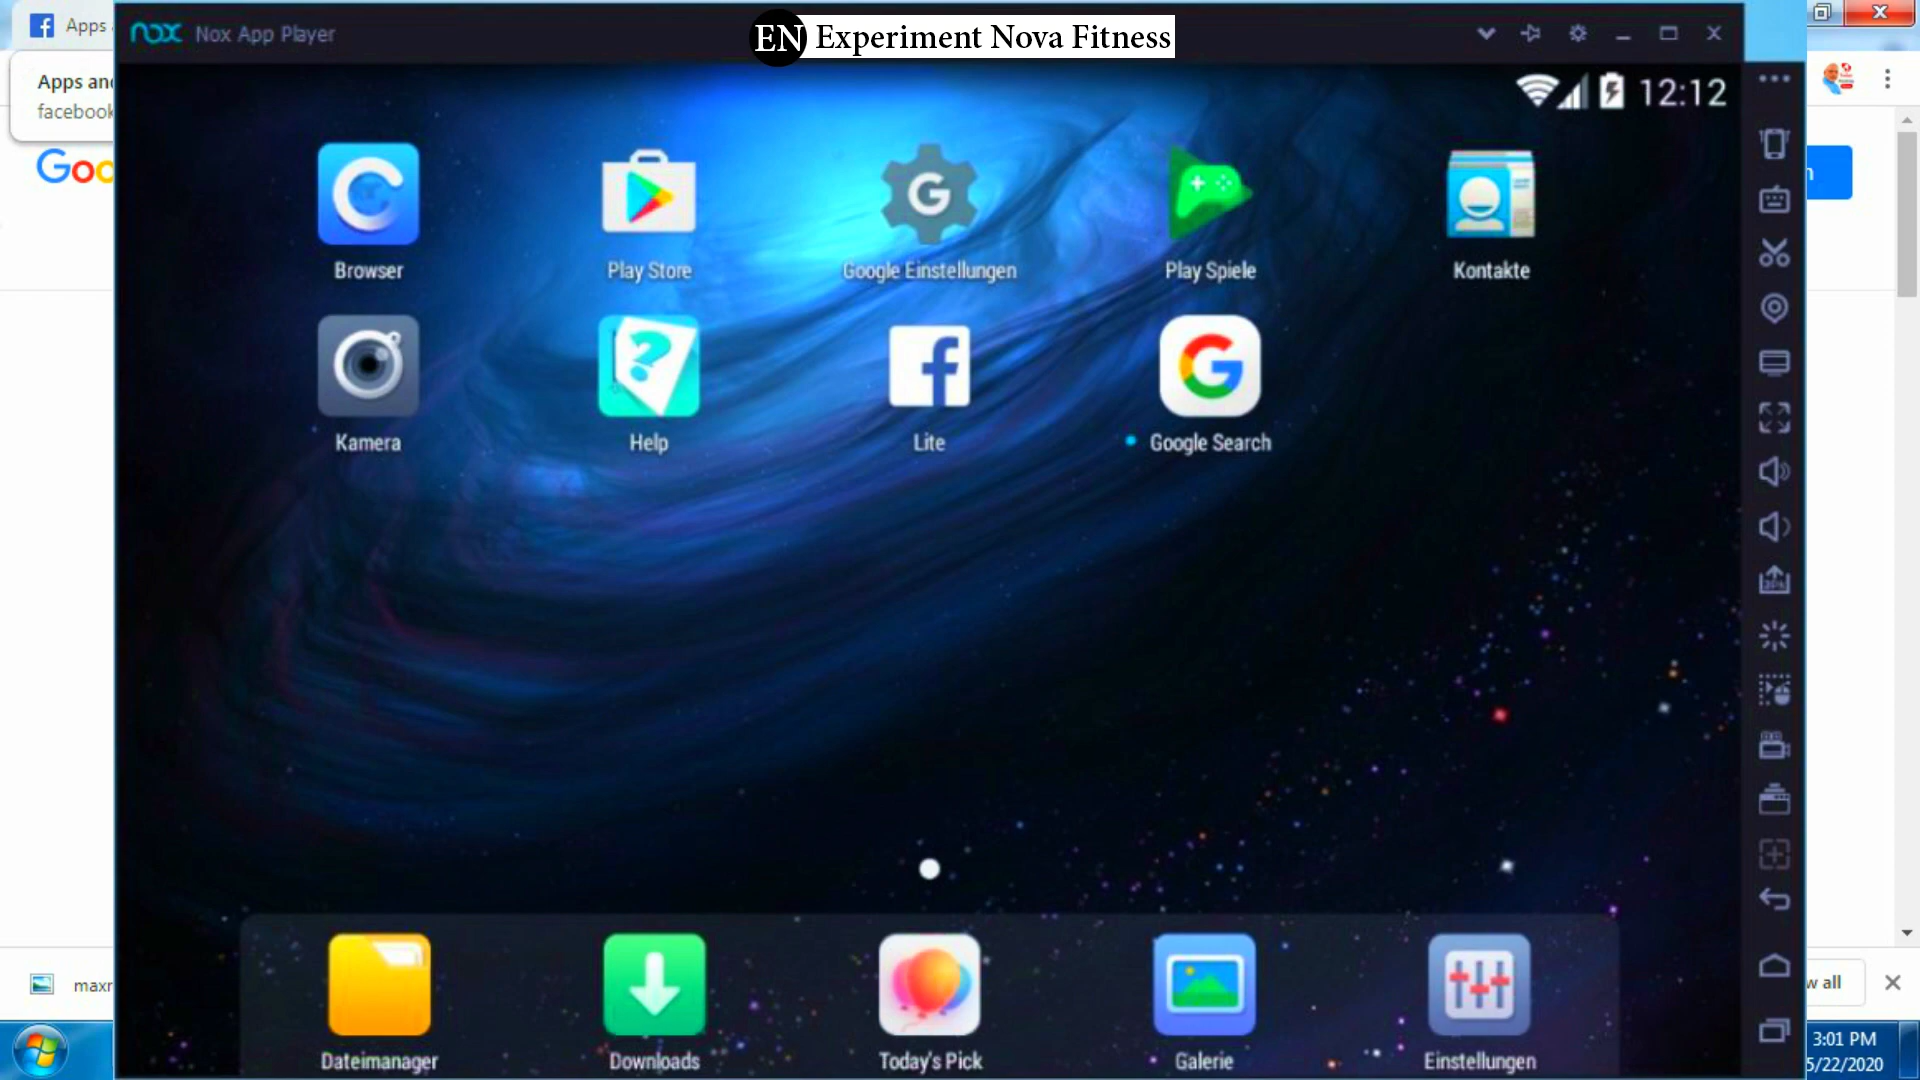 Apps
nox Nox App Player
EN Experiment Nova Fitness
Apps and
facebook
12:12
Goo
Browser
Play Store
Google Einstellungen
Play Spiele
Kontakte
Kamera
Help
Lite
Google Search
maxr
w all
Dateimanager
Downloads
Today's Pick
Galerie
Einstellungen
3:01 PM
5/22/2020